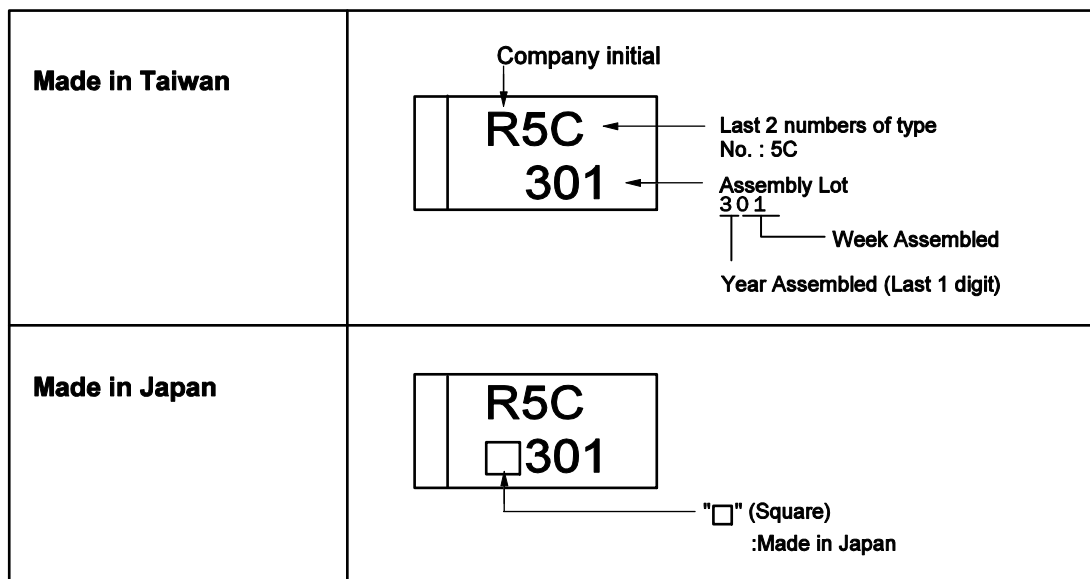 Made in Taiwan
Company initial
R5C
301
Last 2 numbers of type
No. : 5C
Assembly Lot
301
Week Assembled
Year Assembled (Last 1 digit)
Made in Japan
R5C
□301
"□" (Square)
:Made in Japan